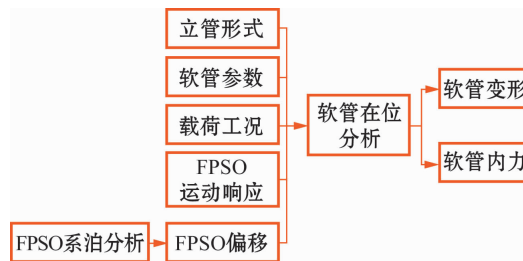 立管形式
软管参数
载荷工况
FPSO
运动响应
FPSO系泊分析
FPSO偏移
软管在位
分析
软管变形
软管内力